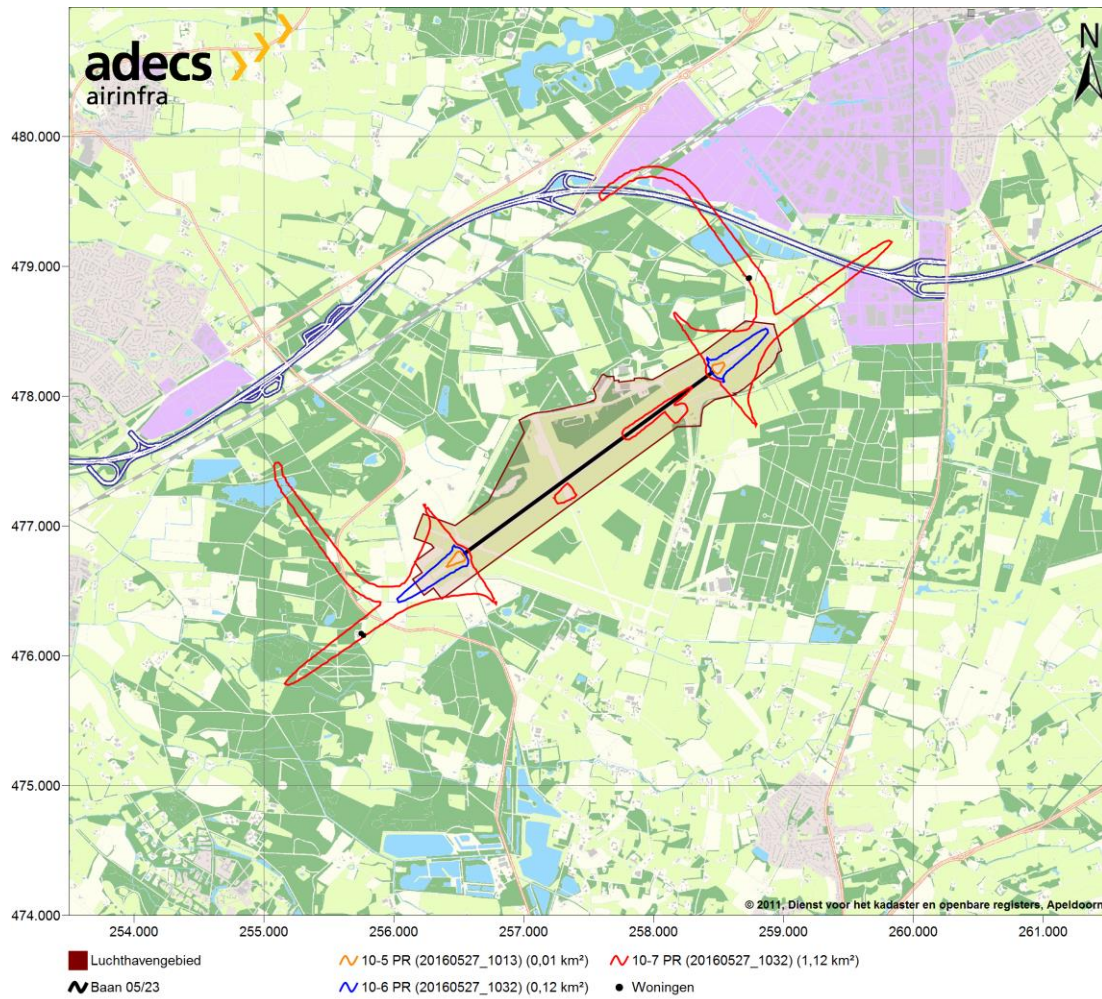 adecs
airinfra
N
480.000
479.000
478.000
477.000
476.000
475.000
474.000
© 2011, Dienst voor het kadaster en openbare registers, Apeldoorn
254.000 255.000 256.000 257.000 258.000 259.000 260.000 261.000
Luchthavengebied 10-5 PR (20160527_1013) (0,01 km²) 10-7 PR (20160527_1032) (1,12 km²)
Baan 05/23 10-6 PR (20160527_1032) (0,12 km²) Woningen